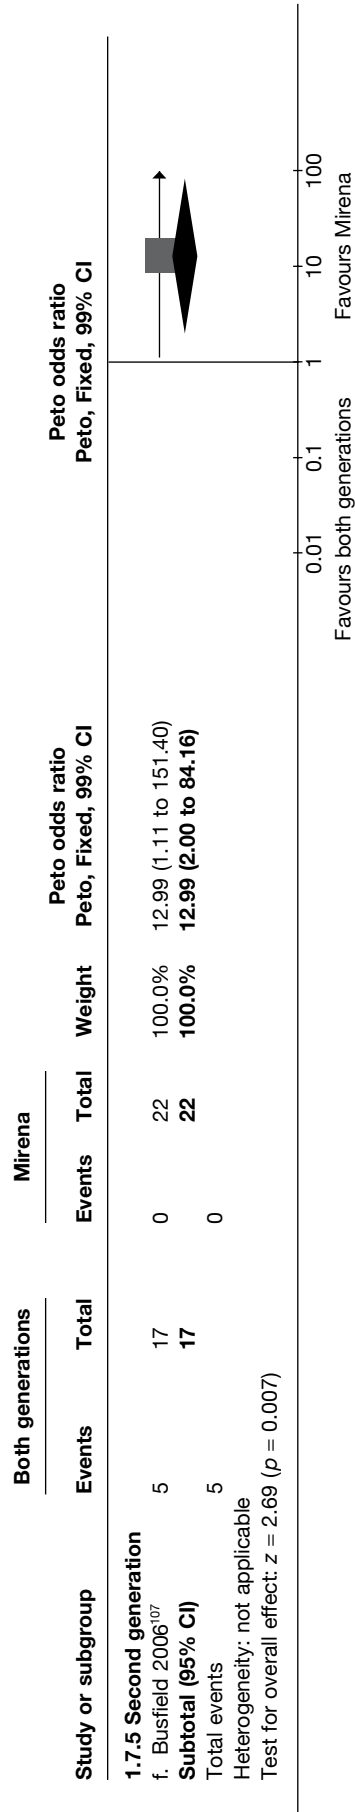 Both generations Mirena Peto odds ratio Peto odds ratio
Study or subgroup Events Total Events Total Weight Peto, Fixed, 99% CI Peto, Fixed, 99% CI
1.7.5 Second generation
f. Busfield 2006107 5 17 0 22 100.0% 12.99 (1.11 to 151.40)
Subtotal (95% CI) 17 22 100.0% 12.99 (2.00 to 84.16)
Total events 5 0
Heterogeneity: not applicable
Test for overall effect: z = 2.69 (p = 0.007)
0.01 0.1 1 10 100
Favours both generations Favours Mirena